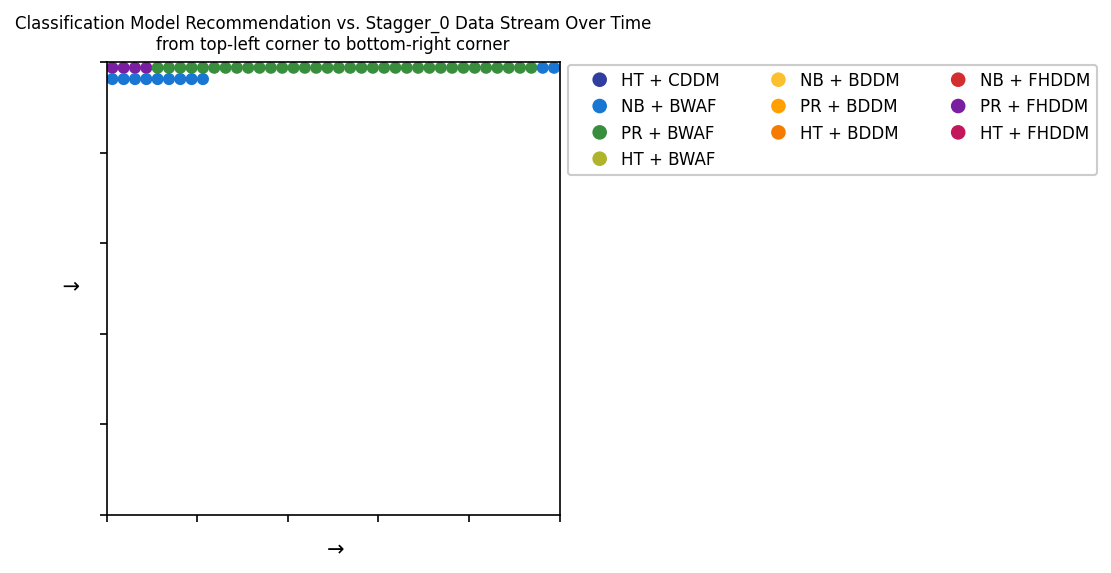 Classification Model Recommendation vs. Stagger_0 Data Stream Over Time
from top-left corner to bottom-right corner
HT + CDDM
NB + BWAF
PR + BWAF
HT + BWAF
NB + BDDM
PR + BDDM
HT + BDDM
NB + FHDDM
PR + FHDDM
HT + FHDDM
→
→